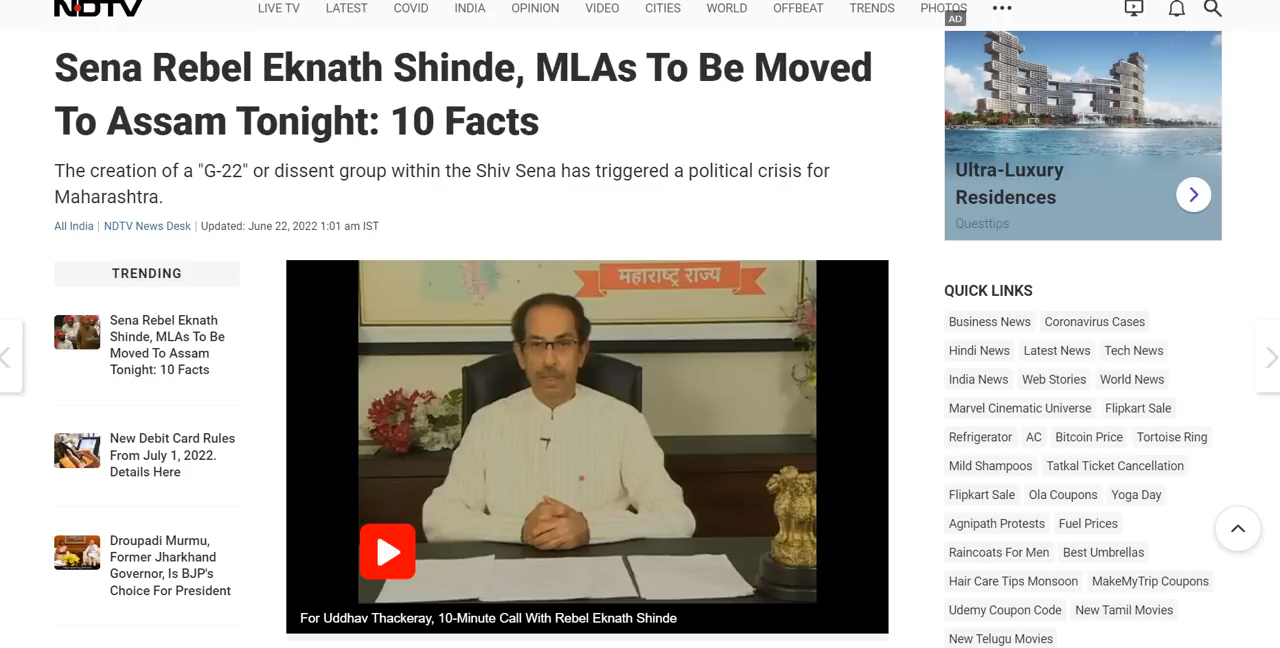 NDTV
LIVE TV LATEST COVID INDIA OPINION VIDEO CITIES WORLD OFFBEAT TRENDS PHOTOS
Sena Rebel Eknath Shinde, MLAs To Be Moved
To Assam Tonight: 10 Facts
The creation of a "G-22" or dissent group within the Shiv Sena has triggered a political crisis for
Maharashtra.
All India | NDTV News Desk | Updated: June 22, 2022 1:01 am IST
TRENDING
Sena Rebel Eknath
Shinde, MLAs To Be
Moved To Assam
Tonight: 10 Facts
New Debit Card Rules
From July 1, 2022.
Details Here
Droupadi Murmu,
Former Jharkhand
Governor, Is BJP's
Choice For President
महाराष्ट्र राज्य
For Uddhav Thackeray, 10-Minute Call With Rebel Eknath Shinde
AD
Ultra-Luxury
Residences
Questtips
QUICK LINKS
Business News Coronavirus Cases
Hindi News Latest News Tech News
India News Web Stories World News
Marvel Cinematic Universe Flipkart Sale
Refrigerator AC Bitcoin Price Tortoise Ring
Mild Shampoos Tatkal Ticket Cancellation
Flipkart Sale Ola Coupons Yoga Day
Agnipath Protests Fuel Prices
Raincoats For Men Best Umbrellas
Hair Care Tips Monsoon MakeMyTrip Coupons
Udemy Coupon Code New Tamil Movies
New Telugu Movies